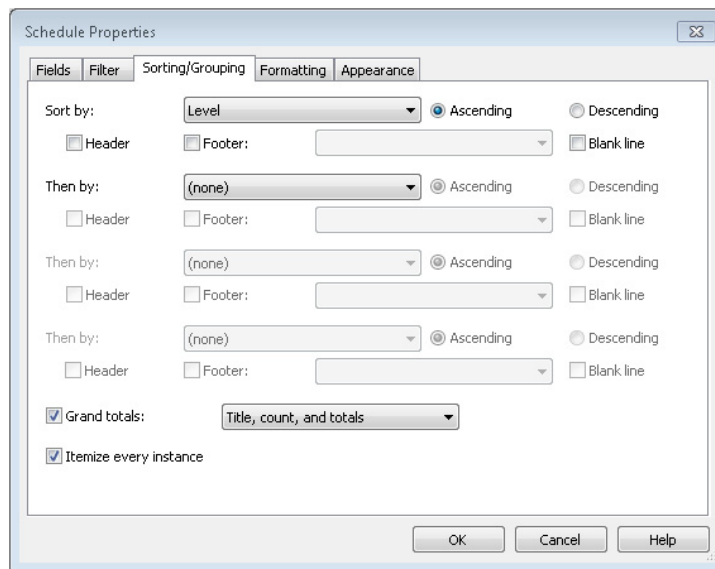 Schedule Properties
Fields Filter Sorting/Grouping Formatting Appearance
Sort by: Level Ascending Descending
Header Footer: Blank line
Then by: (none) Ascending Descending
Header Footer: Blank line
Then by: (none) Ascending Descending
Header Footer: Blank line
Then by: (none) Ascending Descending
Header Footer: Blank line
Grand totals: Title, count, and totals
Itemize every instance
OK Cancel Help